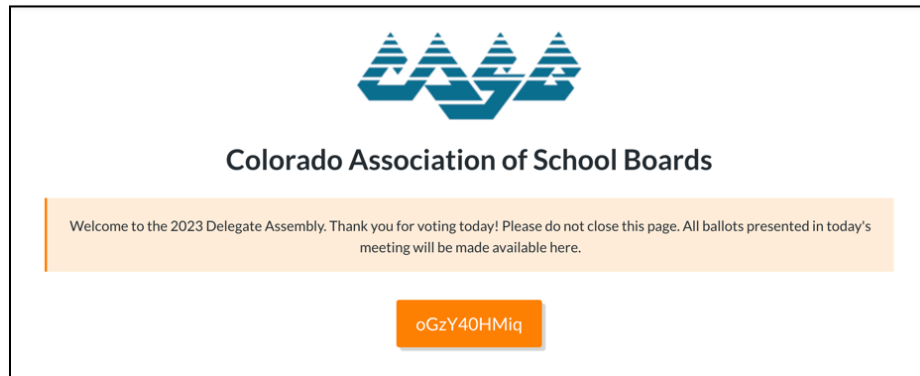 CASB
Colorado Association of School Boards
Welcome to the 2023 Delegate Assembly. Thank you for voting today! Please do not close this page. All ballots presented in today's
meeting will be made available here.
oGzY40HMiq